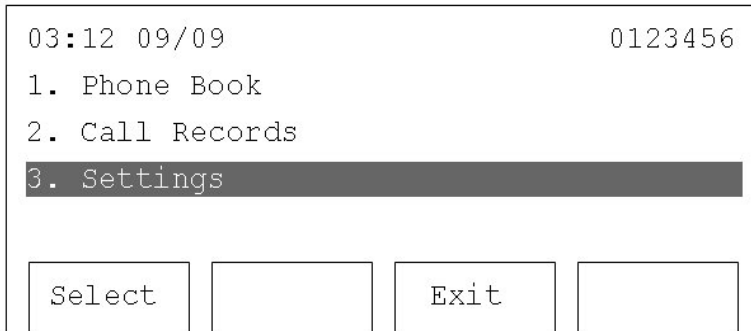 03:12 09/09 0123456
1. Phone Book
2. Call Records
3. Settings
Select Exit